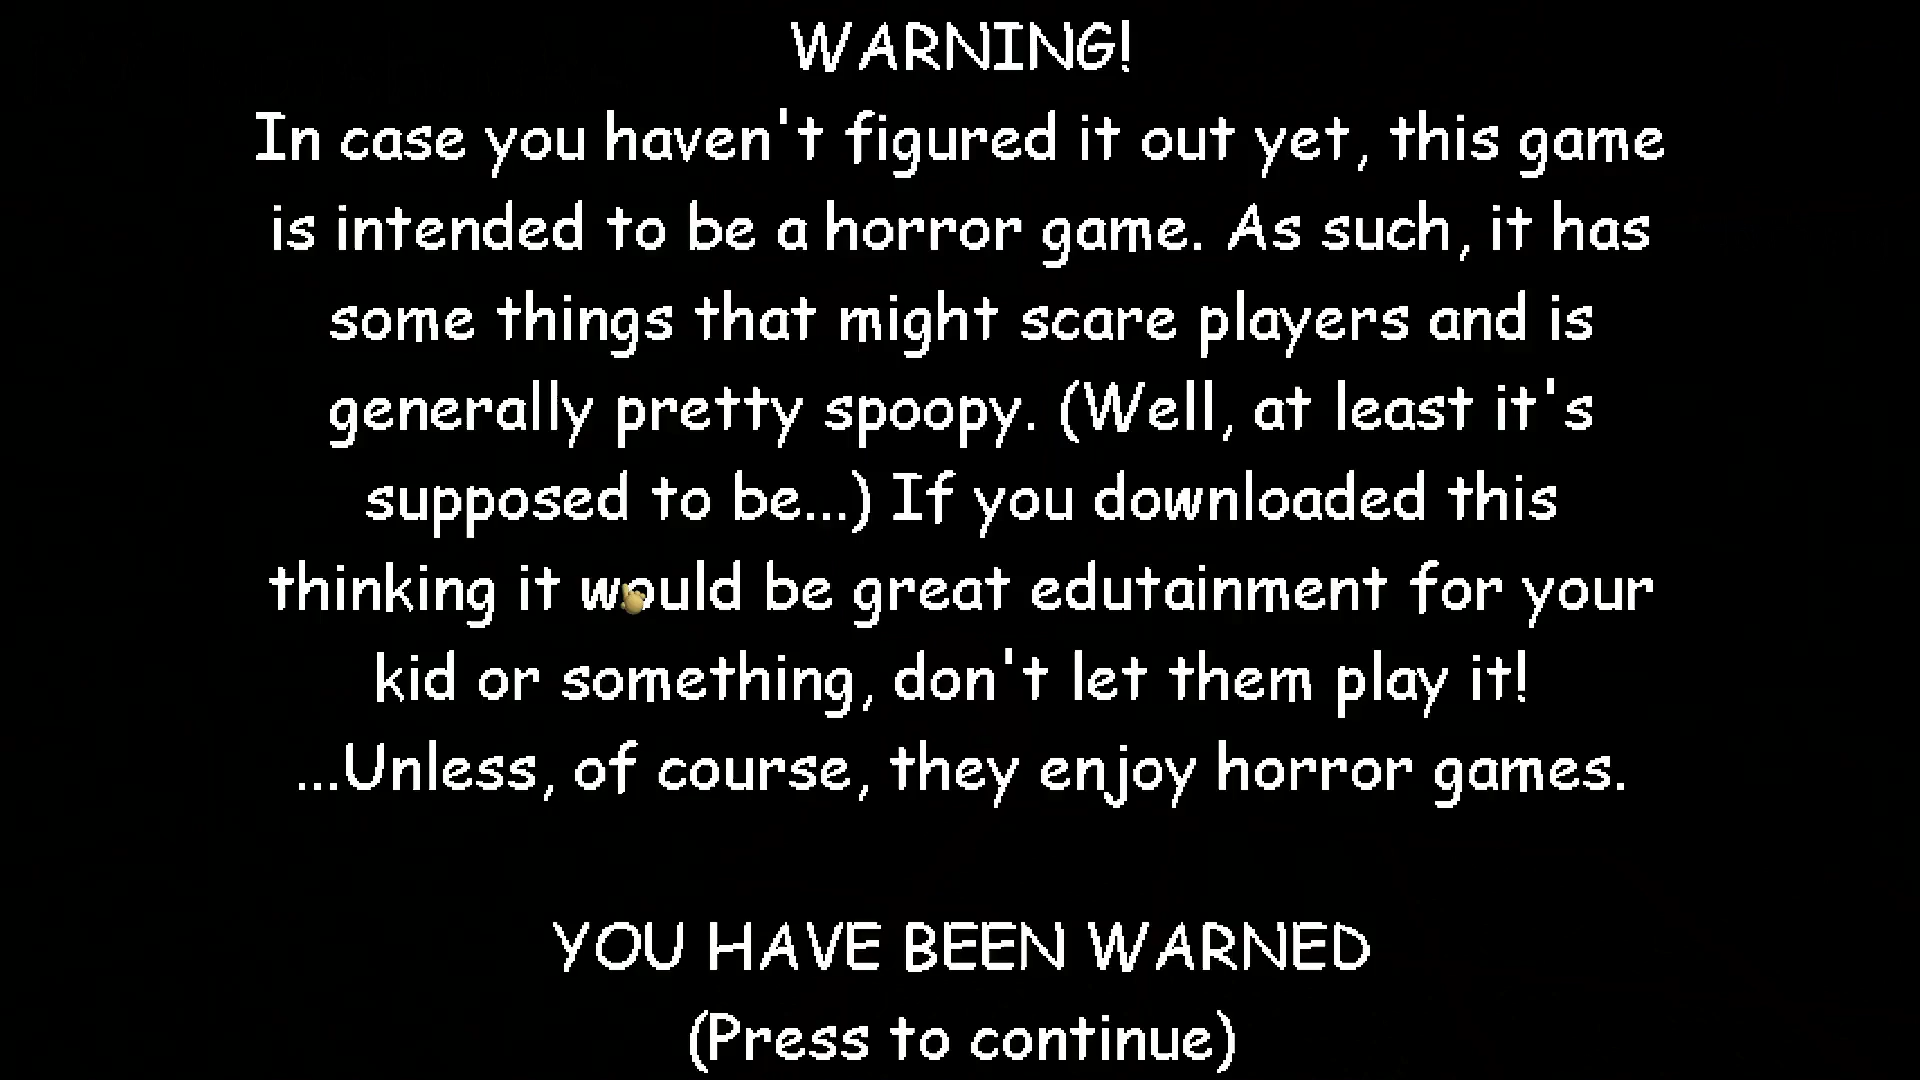 WARNING!
In case you haven't figured it out yet, this game
is intended to be a horror game. As such, it has
some things that might scare players and is
generally pretty spoopy. (Well, at least it's
supposed to be...) If you downloaded this
thinking it would be great edutainment for your
kid or something, don't let them play it!
...Unless, of course, they enjoy horror games.
YOU HAVE BEEN WARNED
(Press to continue)